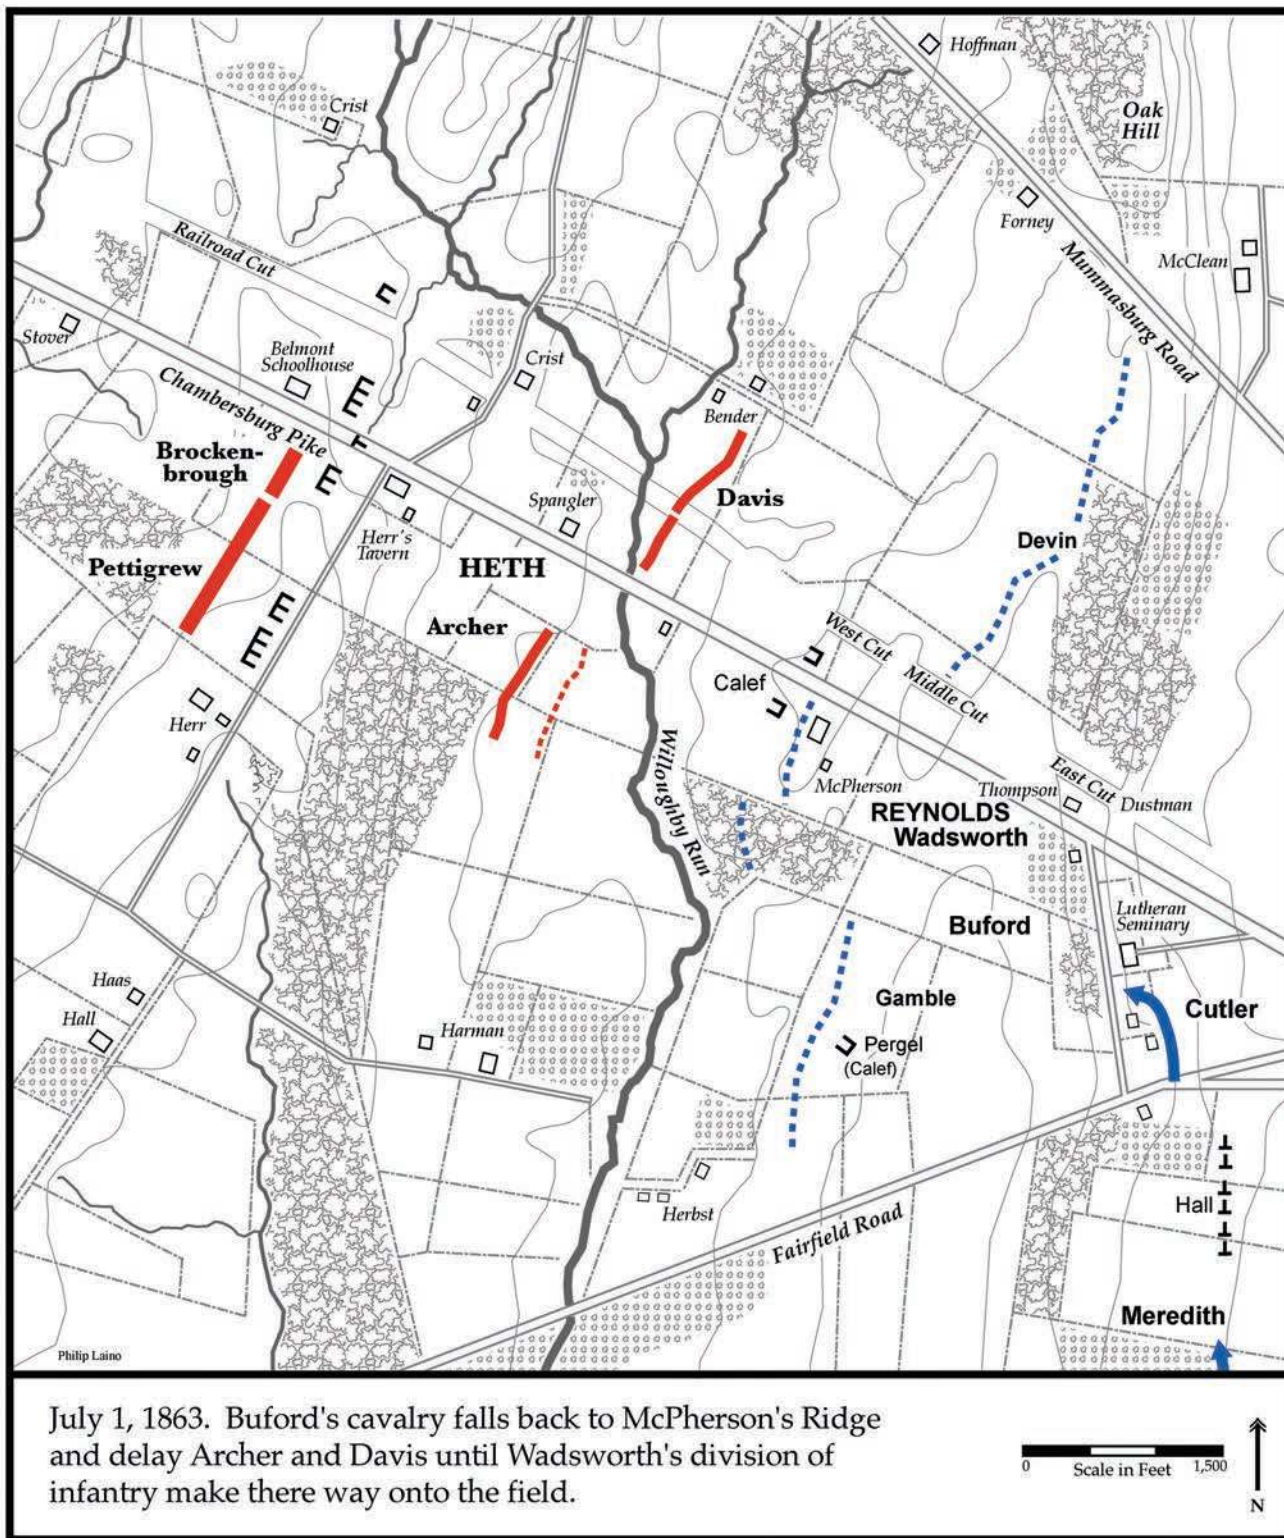 Hoffman
Oak
Hill
Crist
Forney
McClean
Railroad Cut
Mummasburg Road
Stover
Belmont
Schoolhouse
Crist
Chambersburg Pike
Bender
Brocken-
brough
Spangler
Davis
Herr's
Tavern
Devin
Pettigrew
HETH
Archer
West Cut
Middle Cut
Calef
Herr
Willoughby Run
McPherson
Thompson
East Cut
Dustman
REYNOLDS
Wadsworth
Buford
Lutheran
Seminary
Haas
Gamble
Cutler
Hall
Harman
Pergel
(Calef)
Hall
Herbst
Fairfield Road
Meredith
Philip Laino
July 1, 1863. Buford's cavalry falls back to McPherson's Ridge
and delay Archer and Davis until Wadsworth's division of
infantry make there way onto the field.
0 1,500
Scale in Feet
N